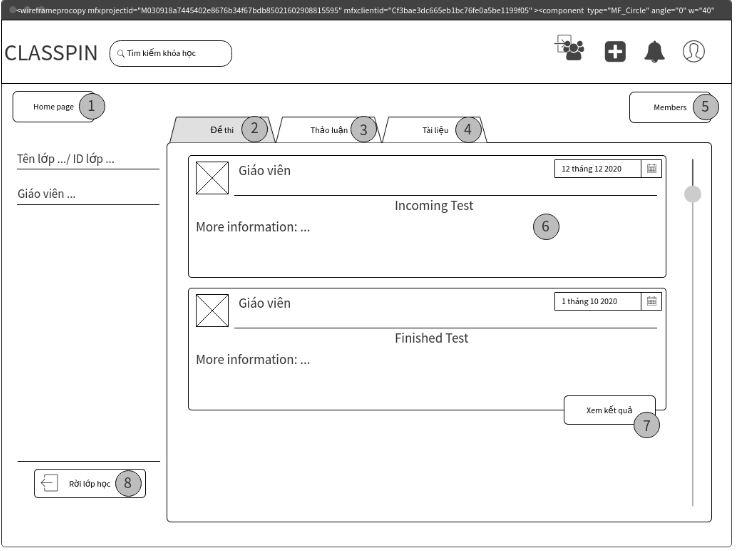 <wireframeprocopy mfxprojectid="M030918a7445402e8676b34f67bdb85021602908815595" mfxclientid="Cf3bae3dc665eb1bc76fe0a5be1199f05" ><component type="MF_Circle" angle="0" w="40"
CLASSPIN
Tìm kiếm khóa học
Home page 1
Members 5
Đề thi 2
Thảo luận 3
Tài liệu 4
Tên lớp .../ ID lớp ...
Giáo viên ...
Giáo viên
12 tháng 12 2020
Incoming Test
More information: ...
6
Giáo viên
1 tháng 10 2020
Finished Test
More information: ...
Xem kết quả
7
Rời lớp học 8